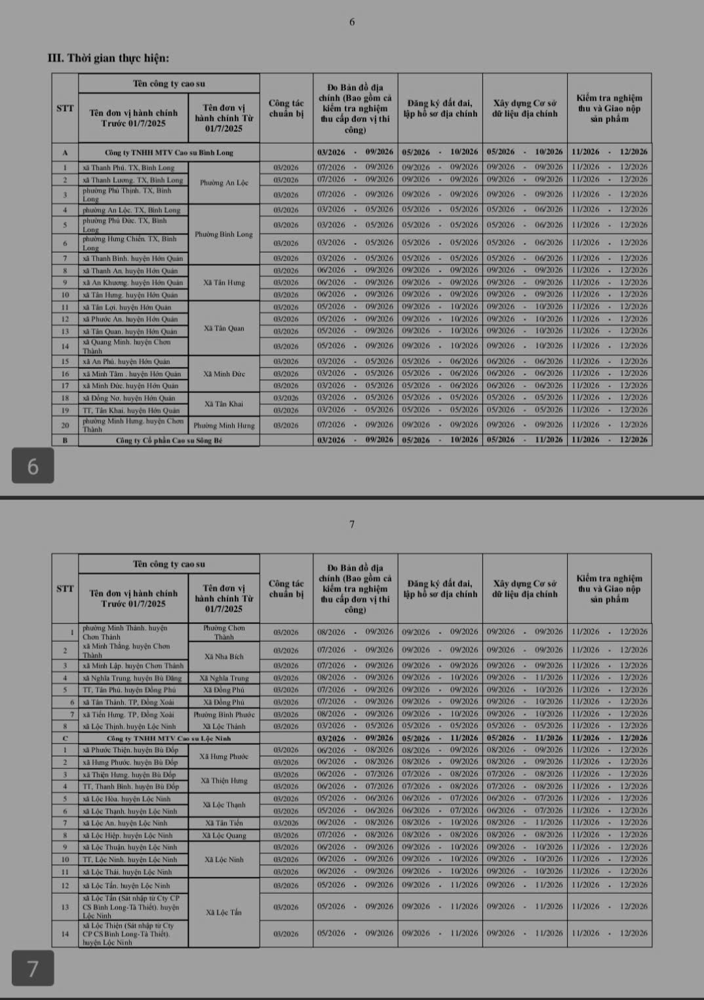 6
III. Thời gian thực hiện:
STT
Tên công ty cao su
Tên đơn vị hành chính
Trước 01/7/2025
Tên đơn vị
hành chính Từ
01/7/2025
Công tác
chuẩn bị
Đo Bản đồ địa
chính (Bao gồm cả
kiểm tra nghiệm
thu cấp đơn vị thi
công)
Đăng ký đất đai,
lập hồ sơ địa chính
Xây dựng Cơ sở
dữ liệu địa chính
Kiểm tra nghiệm
thu và Giao nộp
sản phẩm
A Công ty TNHH MTV Cao su Bình Long 03/2026 - 09/2026 05/2026 - 10/2026 05/2026 - 10/2026 11/2026 - 12/2026
1 xã Thanh Phú. TX, Bình Long 03/2026 07/2026 - 09/2026 09/2026 - 09/2026 09/2026 - 09/2026 11/2026 - 12/2026
2 xã Thanh Lương. TX, Bình Long Phường An Lộc 03/2026 07/2026 - 09/2026 09/2026 - 09/2026 09/2026 - 09/2026 11/2026 - 12/2026
3 phường Phú Thịnh. TX, Bình
Long 03/2026 07/2026 - 09/2026 09/2026 - 09/2026 09/2026 - 09/2026 11/2026 - 12/2026
4 phường An Lộc. TX, Bình Long 03/2026 03/2026 - 05/2026 05/2026 - 05/2026 05/2026 - 06/2026 11/2026 - 12/2026
5 phường Phú Đức. TX, Bình
Long Phường Bình Long 03/2026 03/2026 - 05/2026 05/2026 - 05/2026 05/2026 - 06/2026 11/2026 - 12/2026
6 phường Hưng Chiến. TX, Bình
Long 03/2026 03/2026 - 05/2026 05/2026 - 05/2026 05/2026 - 06/2026 11/2026 - 12/2026
7 xã Thanh Bình. huyện Hớn Quản 03/2026 03/2026 - 05/2026 05/2026 - 05/2026 05/2026 - 06/2026 11/2026 - 12/2026
8 xã Thanh An. huyện Hớn Quản 03/2026 06/2026 - 09/2026 09/2026 - 09/2026 09/2026 - 09/2026 11/2026 - 12/2026
9 xã An Khương. huyện Hớn Quản Xã Tân Hưng 03/2026 06/2026 - 09/2026 09/2026 - 09/2026 09/2026 - 09/2026 11/2026 - 12/2026
10 xã Tân Hưng. huyện Hớn Quản 03/2026 06/2026 - 09/2026 09/2026 - 09/2026 09/2026 - 09/2026 11/2026 - 12/2026
11 xã Tân Lợi. huyện Hớn Quản 03/2026 05/2026 - 09/2026 09/2026 - 10/2026 09/2026 - 10/2026 11/2026 - 12/2026
12 xã Phước An. huyện Hớn Quản 03/2026 05/2026 - 09/2026 09/2026 - 10/2026 09/2026 - 10/2026 11/2026 - 12/2026
13 xã Tân Quan. huyện Hớn Quản Xã Tân Quan 03/2026 05/2026 - 09/2026 09/2026 - 10/2026 09/2026 - 10/2026 11/2026 - 12/2026
14 xã Quang Minh. huyện Chơn
Thành 03/2026 05/2026 - 09/2026 09/2026 - 10/2026 09/2026 - 10/2026 11/2026 - 12/2026
15 xã An Phú. huyện Hớn Quản 03/2026 03/2026 - 05/2026 05/2026 - 06/2026 06/2026 - 06/2026 11/2026 - 12/2026
16 xã Minh Tâm . huyện Hớn Quản Xã Minh Đức 03/2026 03/2026 - 05/2026 05/2026 - 06/2026 06/2026 - 06/2026 11/2026 - 12/2026
17 xã Minh Đức. huyện Hớn Quản 03/2026 03/2026 - 05/2026 05/2026 - 06/2026 06/2026 - 06/2026 11/2026 - 12/2026
18 xã Đồng Nơ. huyện Hớn Quản Xã Tân Khai 03/2026 03/2026 - 05/2026 05/2026 - 05/2026 05/2026 - 05/2026 11/2026 - 12/2026
19 TT, Tân Khai. huyện Hớn Quản 03/2026 03/2026 - 05/2026 05/2026 - 05/2026 05/2026 - 05/2026 11/2026 - 12/2026
20 phường Minh Hưng. huyện Chơn
Thành Phường Minh Hưng 03/2026 07/2026 - 09/2026 09/2026 - 09/2026 09/2026 - 09/2026 11/2026 - 12/2026
B Công ty Cổ phần Cao su Sông Bé 03/2026 - 09/2026 05/2026 - 10/2026 05/2026 - 11/2026 11/2026 - 12/2026
6
7
STT
Tên công ty cao su
Tên đơn vị hành chính
Trước 01/7/2025
Tên đơn vị
hành chính Từ
01/7/2025
Công tác
chuẩn bị
Đo Bản đồ địa
chính (Bao gồm cả
kiểm tra nghiệm
thu cấp đơn vị thi
công)
Đăng ký đất đai,
lập hồ sơ địa chính
Xây dựng Cơ sở
dữ liệu địa chính
Kiểm tra nghiệm
thu và Giao nộp
sản phẩm
1 phường Minh Thành. huyện
Chơn Thành Phường Chơn
Thành 03/2026 08/2026 - 09/2026 09/2026 - 09/2026 09/2026 - 09/2026 11/2026 - 12/2026
2 xã Minh Thắng. huyện Chơn
Thành Xã Nha Bích 03/2026 07/2026 - 09/2026 09/2026 - 09/2026 09/2026 - 09/2026 11/2026 - 12/2026
3 xã Minh Lập. huyện Chơn Thành 03/2026 07/2026 - 09/2026 09/2026 - 09/2026 09/2026 - 09/2026 11/2026 - 12/2026
4 xã Nghĩa Trung. huyện Bù Đăng Xã Nghĩa Trung 03/2026 08/2026 - 09/2026 09/2026 - 10/2026 09/2026 - 11/2026 11/2026 - 12/2026
5 TT, Tân Phú. huyện Đồng Phú Xã Đồng Phú 03/2026 07/2026 - 09/2026 09/2026 - 09/2026 09/2026 - 10/2026 11/2026 - 12/2026
6 xã Tân Thành. TP, Đồng Xoài Xã Đồng Phú 03/2026 07/2026 - 09/2026 09/2026 - 09/2026 09/2026 - 10/2026 11/2026 - 12/2026
7 xã Tiến Hưng. TP, Đồng Xoài Phường Bình Phước 03/2026 08/2026 - 09/2026 09/2026 - 10/2026 09/2026 - 10/2026 11/2026 - 12/2026
8 xã Lộc Thịnh. huyện Lộc Ninh Xã Lộc Thành 03/2026 03/2026 - 05/2026 05/2026 - 05/2026 05/2026 - 05/2026 11/2026 - 12/2026
C Công ty TNHH MTV Cao su Lộc Ninh 03/2026 - 09/2026 05/2026 - 11/2026 05/2026 - 11/2026 11/2026 - 12/2026
1 xã Phước Thiện. huyện Bù Đốp Xã Hưng Phước 03/2026 06/2026 - 08/2026 08/2026 - 09/2026 08/2026 - 09/2026 11/2026 - 12/2026
2 xã Hưng Phước. huyện Bù Đốp 03/2026 06/2026 - 08/2026 08/2026 - 09/2026 08/2026 - 09/2026 11/2026 - 12/2026
3 xã Thiện Hưng. huyện Bù Đốp Xã Thiện Hưng 03/2026 06/2026 - 07/2026 07/2026 - 08/2026 07/2026 - 08/2026 11/2026 - 12/2026
4 TT, Thanh Bình. huyện Bù Đốp 03/2026 06/2026 - 07/2026 07/2026 - 08/2026 07/2026 - 08/2026 11/2026 - 12/2026
5 xã Lộc Hòa. huyện Lộc Ninh Xã Lộc Thạnh 03/2026 05/2026 - 06/2026 06/2026 - 07/2026 06/2026 - 07/2026 11/2026 - 12/2026
6 xã Lộc Thạnh. huyện Lộc Ninh 03/2026 05/2026 - 06/2026 06/2026 - 07/2026 06/2026 - 07/2026 11/2026 - 12/2026
7 xã Lộc An. huyện Lộc Ninh Xã Tân Tiến 03/2026 06/2026 - 08/2026 08/2026 - 10/2026 08/2026 - 11/2026 11/2026 - 12/2026
8 xã Lộc Hiệp. huyện Lộc Ninh Xã Lộc Quang 03/2026 07/2026 - 08/2026 08/2026 - 08/2026 08/2026 - 08/2026 11/2026 - 12/2026
9 xã Lộc Thuận. huyện Lộc Ninh 03/2026 06/2026 - 09/2026 09/2026 - 10/2026 09/2026 - 10/2026 11/2026 - 12/2026
10 TT, Lộc Ninh. huyện Lộc Ninh Xã Lộc Ninh 03/2026 06/2026 - 09/2026 09/2026 - 10/2026 09/2026 - 10/2026 11/2026 - 12/2026
11 xã Lộc Thái. huyện Lộc Ninh 03/2026 06/2026 - 09/2026 09/2026 - 10/2026 09/2026 - 10/2026 11/2026 - 12/2026
12 xã Lộc Tấn. huyện Lộc Ninh 03/2026 05/2026 - 09/2026 09/2026 - 11/2026 09/2026 - 11/2026 11/2026 - 12/2026
13 xã Lộc Tấn (Sát nhập từ Cty CP
CS Bình Long-Tà Thiết). huyện
Lộc Ninh Xã Lộc Tấn 03/2026 05/2026 - 09/2026 09/2026 - 11/2026 09/2026 - 11/2026 11/2026 - 12/2026
14 xã Lộc Thiện (Sát nhập từ Cty
CP CS Bình Long-Tà Thiết).
huyện Lộc Ninh 03/2026 05/2026 - 09/2026 09/2026 - 11/2026 09/2026 - 11/2026 11/2026 - 12/2026
7